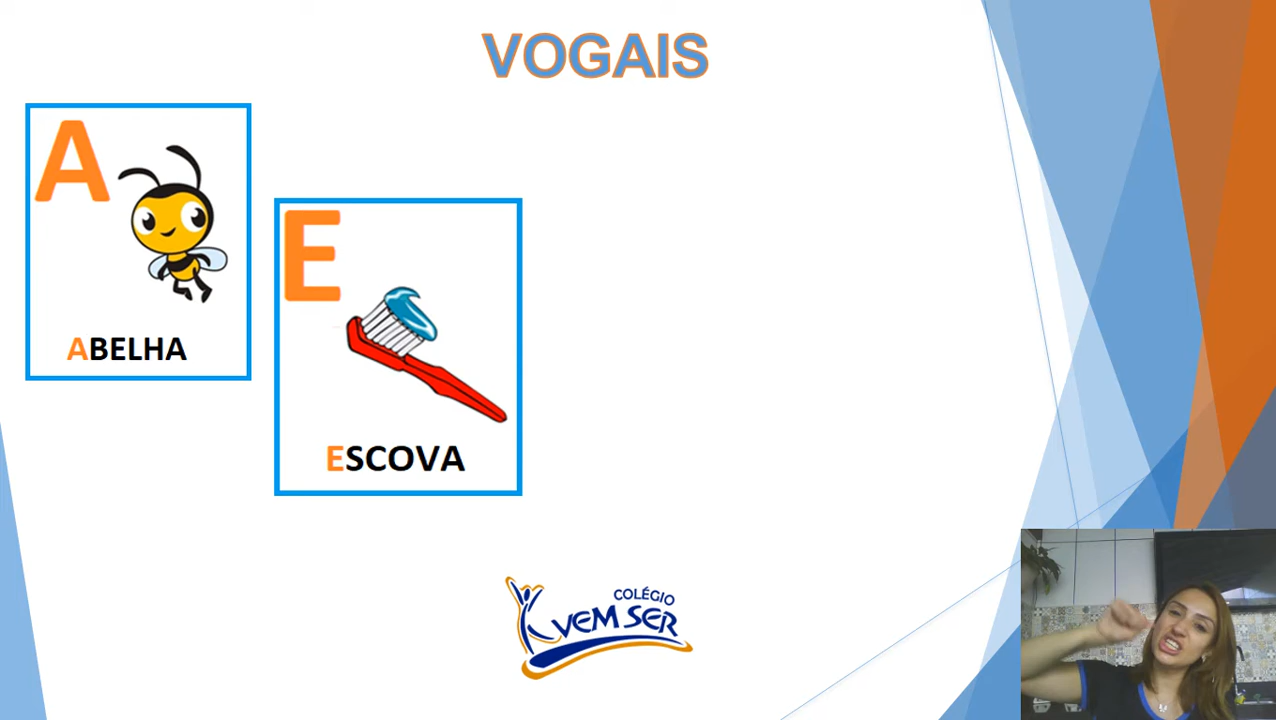 VOGAIS
A
ABELHA
E
ESCOVA
COLÉGIO
VEM SER